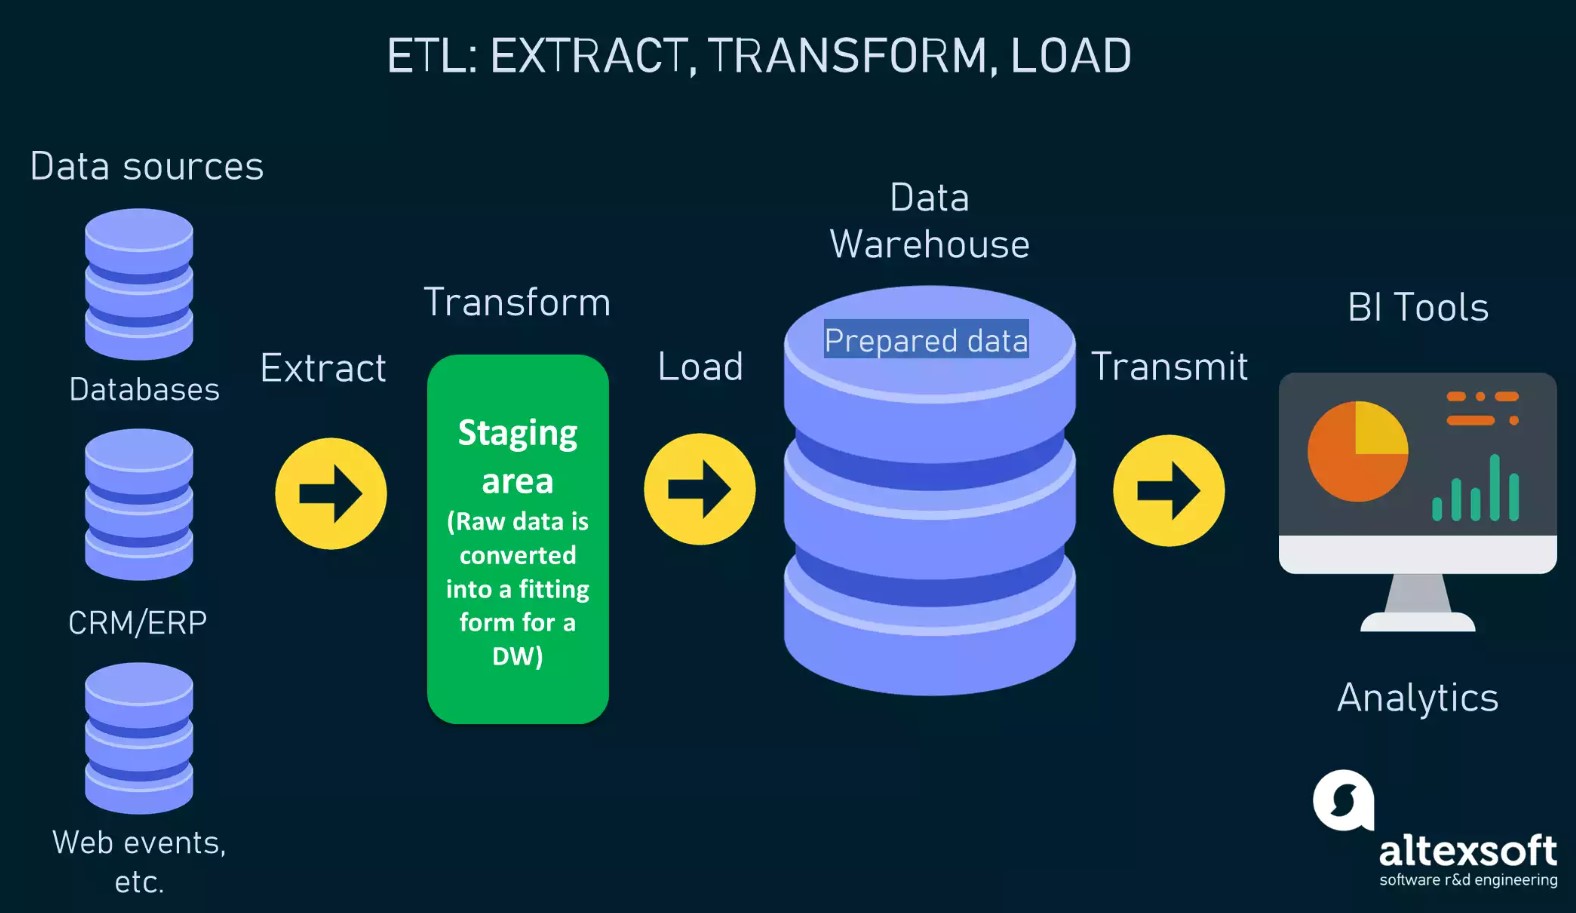 ETL: EXTRACT, TRANSFORM, LOAD
Data sources
Databases
CRM/ERP
Web events,
etc.
Extract
Transform
Staging
area
(Raw data is
converted
into a fitting
form for a
DW)
Load
Data
Warehouse
Prepared data
Transmit
BI Tools
Analytics
altexsoft
software r&d engineering